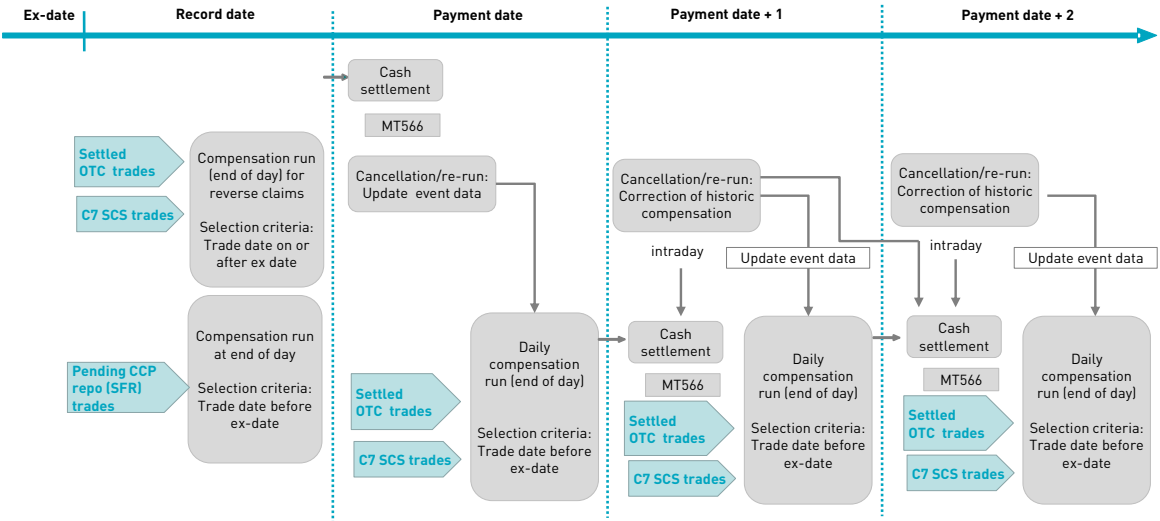 Ex-date
Record date
Payment date
Payment date + 1
Payment date + 2
Settled
OTC trades
C7 SCS trades
Compensation run
(end of day) for
reverse claims
Selection criteria:
Trade date on or
after ex date
Pending CCP
repo (SFR)
trades
Compensation run
at end of day
Selection criteria:
Trade date before
ex-date
Cash
settlement
MT566
Cancellation/re-run:
Update event data
Settled
OTC trades
C7 SCS trades
Daily
compensation
run (end of day)
Selection criteria:
Trade date before
ex-date
Cancellation/re-run:
Correction of historic
compensation
intraday
Update event data
Cash
settlement
MT566
Settled
OTC trades
C7 SCS trades
Daily
compensation
run (end of day)
Selection criteria:
Trade date before
ex-date
Cancellation/re-run:
Correction of historic
compensation
intraday
Update event data
Cash
settlement
MT566
Settled
OTC trades
C7 SCS trades
Daily
compensation
run (end of day)
Selection criteria:
Trade date before
ex-date